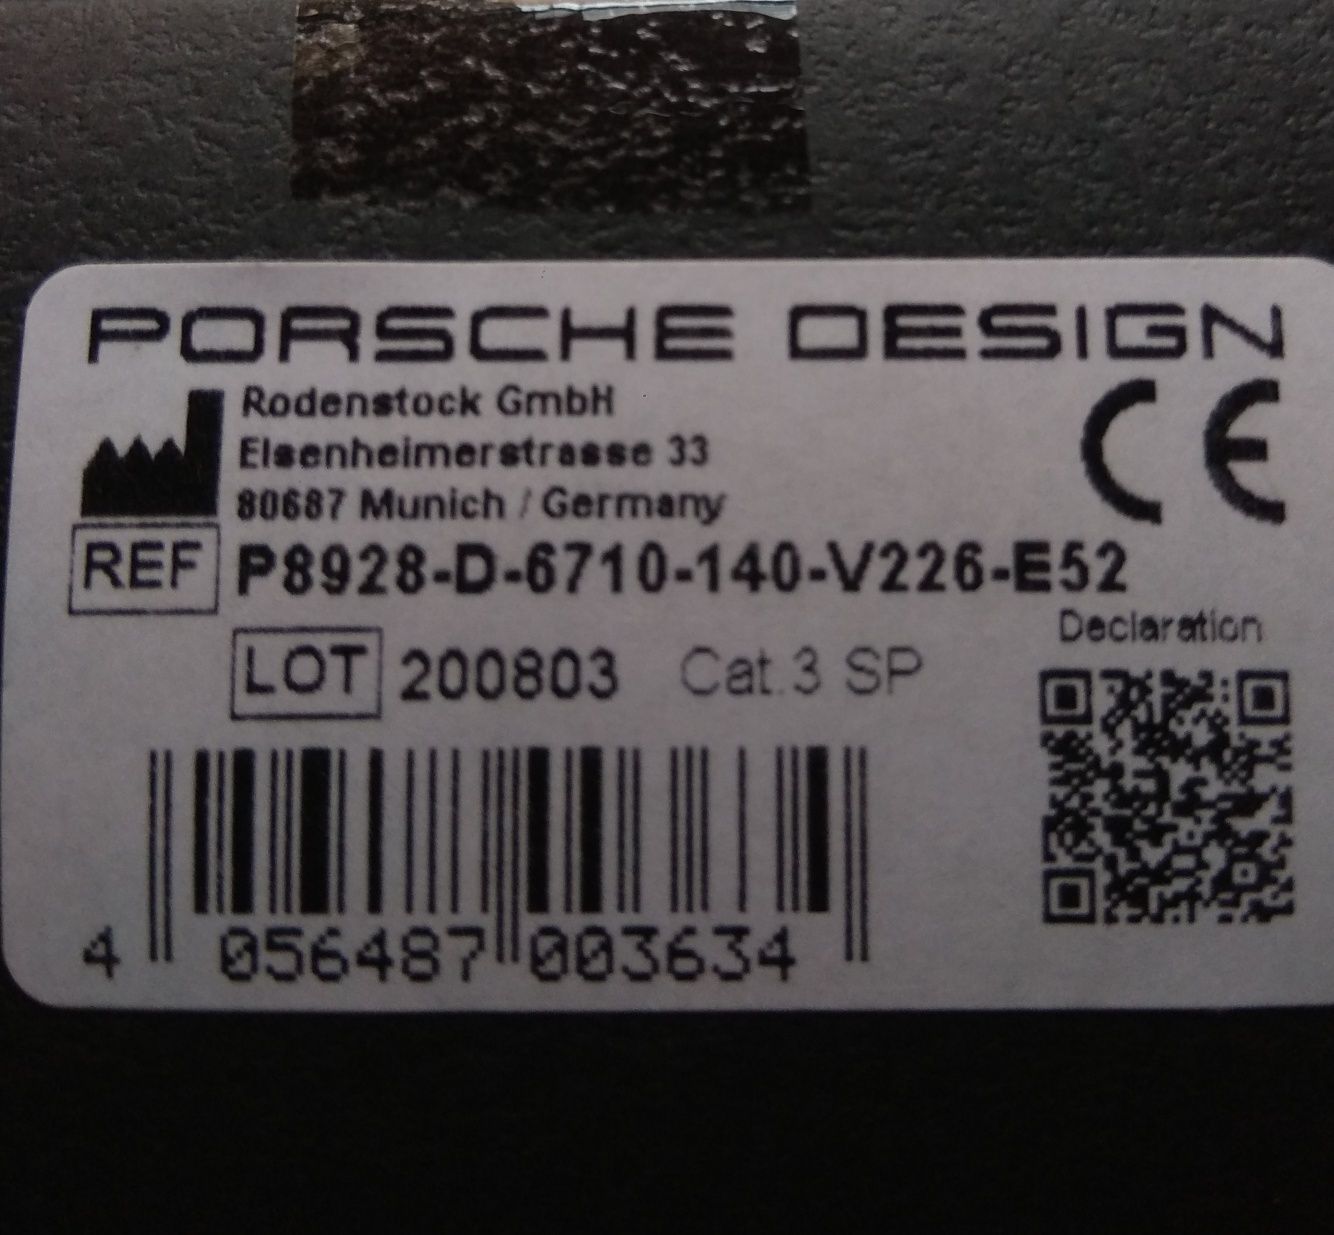 PORSCHE DESIGN
Rodenstock GmbH
Elsenheimerstrasse 33
80687 Munich / Germany
REF P8928-D-6710-140-V226-E52
Declaration
LOT 200803 Cat.3 SP
4 056487 003634
CE